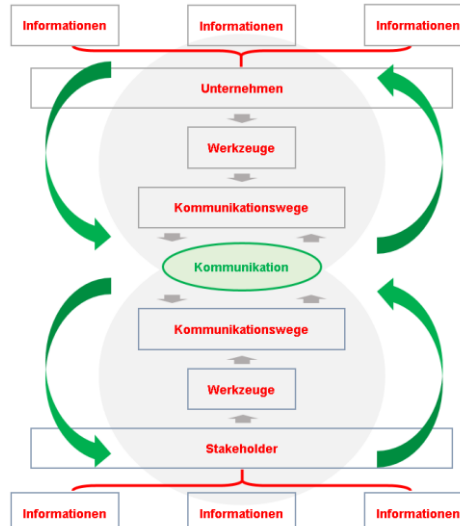 Informationen
Informationen
Informationen
Unternehmen
Werkzeuge
Kommunikationswege
Kommunikation
Kommunikationswege
Werkzeuge
Stakeholder
Informationen
Informationen
Informationen